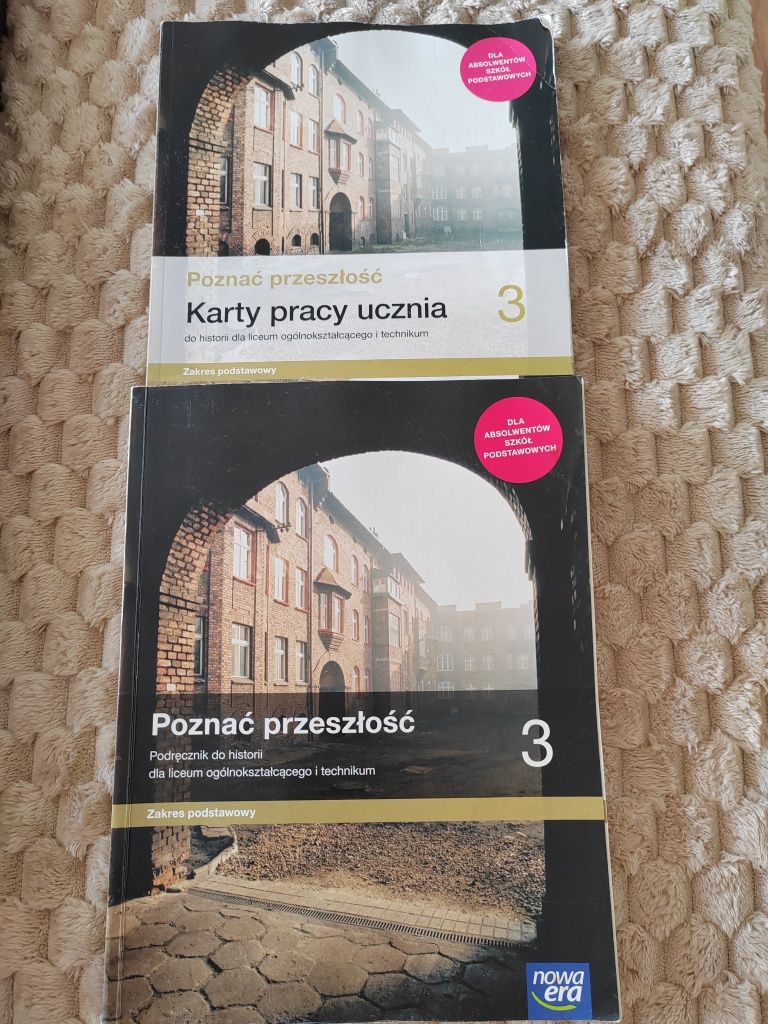 DLA
ABSOLWENTÓW
SZKÓŁ
PODSTAWOWYCH
Poznać przeszłość
Karty pracy ucznia 3
do historii dla liceum ogólnokształcącego i technikum
Zakres podstawowy
DLA
ABSOLWENTÓW
SZKÓŁ
PODSTAWOWYCH
Poznać przeszłość 3
Podręcznik do historii
dla liceum ogólnokształcącego i technikum
Zakres podstawowy
nowa
era